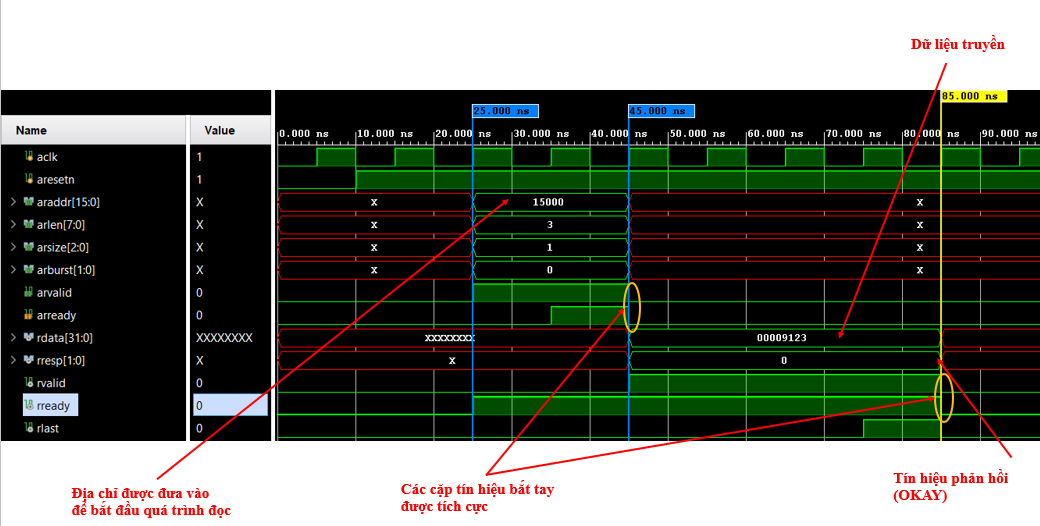 Dữ liệu truyền
85.000 ns
25.000 ns
45.000 ns
Name
Value
0.000 ns
10.000 ns
20.000 ns
30.000 ns
40.000 ns
50.000 ns
60.000 ns
70.000 ns
80.000 ns
90.000 ns
aclk 1
aresetn 1
araddr[15:0] X X 15000 X
arlen[7:0] X X 3 X
arsize[2:0] X X 1 X
arburst[1:0] X X 0 X
arvalid 0
arready 0
rdata[31:0] XXXXXXXX XXXXXXXX 00009123
rresp[1:0] X X 0
rvalid 0
rready 0
rlast 0
Địa chỉ được đưa vào
để bắt đầu quá trình đọc
Các cặp tín hiệu bắt tay
được tích cực
Tín hiệu phản hồi
(OKAY)